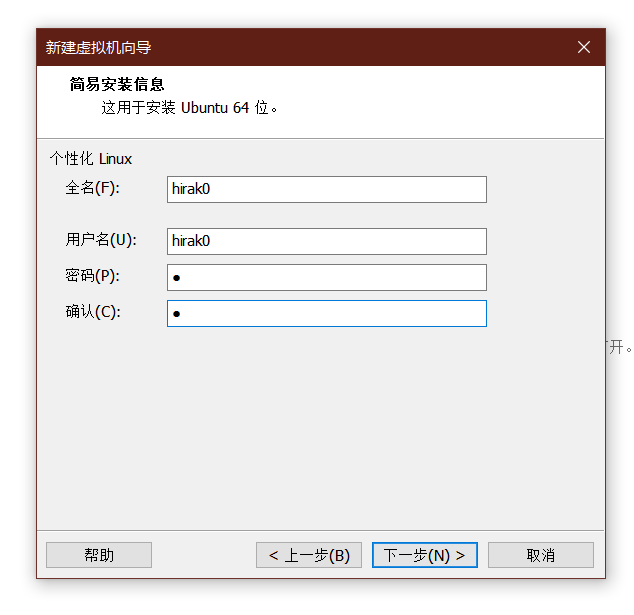 新建虚拟机向导
简易安装信息
这用于安装 Ubuntu 64 位。
个性化 Linux
全名(F):
hirak0
用户名(U):
hirak0
密码(P):
●
确认(C):
●
开。
帮助
< 上一步(B)
下一步(N) >
取消